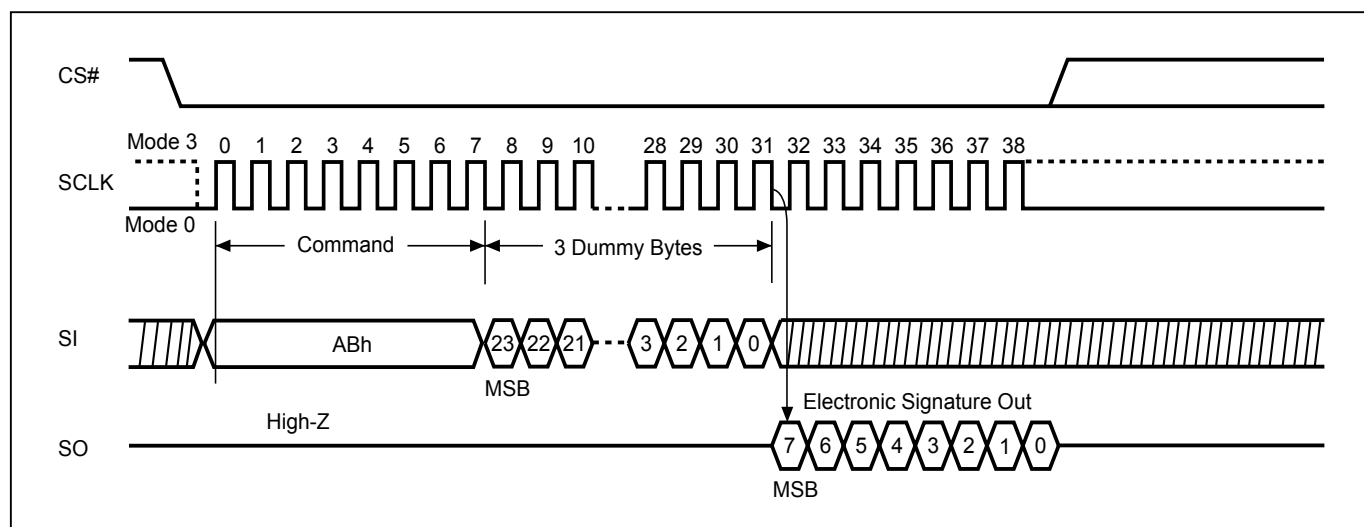 CS#
Mode 3
0 1 2 3 4 5 6 7 8 9 10 28 29 30 31 32 33 34 35 36 37 38
SCLK
Mode 0
Command
3 Dummy Bytes
SI
ABh
23 22 21 3 2 1 0
MSB
Electronic Signature Out
High-Z
SO
7 6 5 4 3 2 1 0
MSB